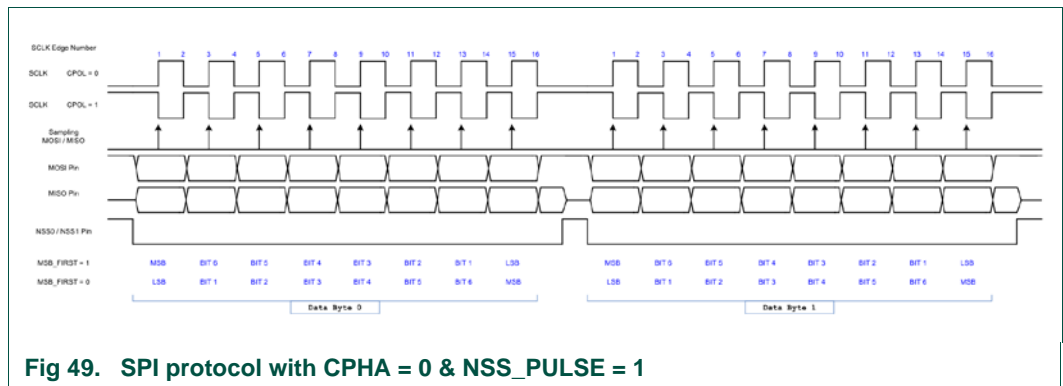 SCLK Edge Number 1 2 3 4 5 6 7 8 9 10 11 12 13 14 15 16 1 2 3 4 5 6 7 8 9 10 11 12 13 14 15 16
SCLK CPOL = 0
SCLK CPOL = 1
Sampling
MOSI / MISO
MOSI Pin
MISO Pin
NSS0 / NSS1 Pin
MSB_FIRST = 1 MSB BIT 6 BIT 5 BIT 4 BIT 3 BIT 2 BIT 1 LSB MSB BIT 6 BIT 5 BIT 4 BIT 3 BIT 2 BIT 1 LSB
MSB_FIRST = 0 LSB BIT 1 BIT 2 BIT 3 BIT 4 BIT 5 BIT 6 MSB LSB BIT 1 BIT 2 BIT 3 BIT 4 BIT 5 BIT 6 MSB
Data Byte 0 Data Byte 1
Fig 49. SPI protocol with CPHA = 0 & NSS_PULSE = 1